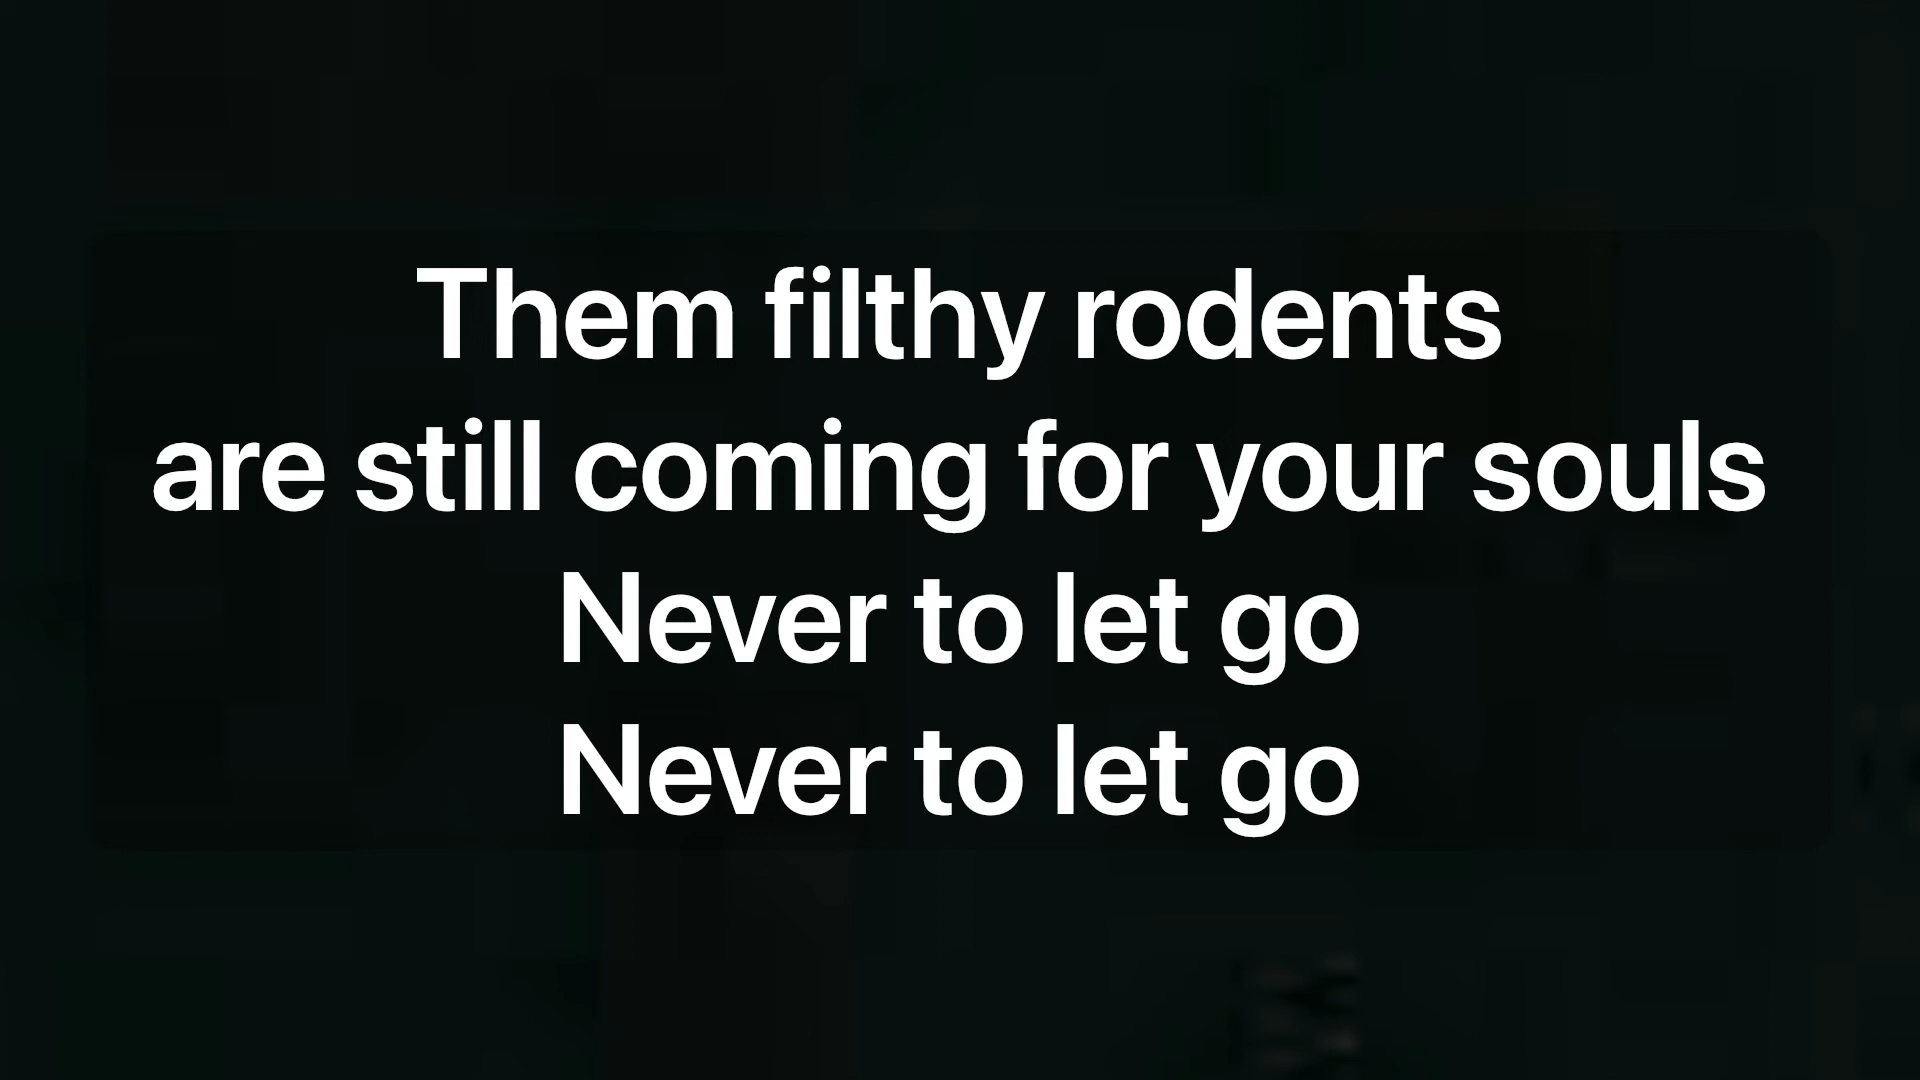 Them filthy rodents
are still coming for your souls
Never to let go
Never to let go